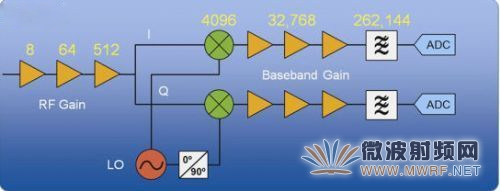 4096 32,768 262,144
8 64 512
I
ADC
RF Gain
Baseband Gain
Q
ADC
LO
0°
90°
微波射频网
WWW.MWRF.NET